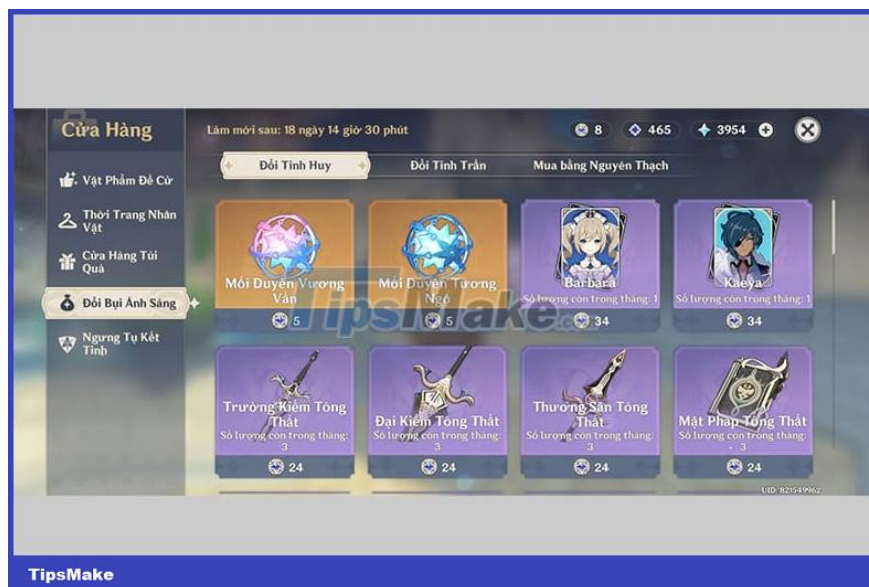 Cửa Hàng
Làm mới sau: 18 ngày 14 giờ 30 phút
8
465
3954
Vật Phẩm Đề Cử
Thời Trang Nhân
Vật
Cửa Hàng Túi
Quà
Đổi Bụi Ánh Sáng
Ngưng Tụ Kết
Tinh
Đổi Tinh Huy
Đổi Tinh Trần
Mua bằng Nguyên Thạch
Mối Duyên Vương
Vấn
5
Mối Duyên Tương
Ngộ
5
Barbara
Số lượng còn trong tháng: 1
34
Kaeya
Số lượng còn trong tháng: 1
34
TipsMake.com
Trường Kiếm Tông
Thất
Số lượng còn trong tháng:
3
24
Đại Kiếm Tông Thất
Số lượng còn trong tháng:
3
24
Thương Săn Tông
Thất
Số lượng còn trong tháng:
3
24
Mật Pháp Tông Thất
Số lượng còn trong tháng:
3
24
UID: 821549962
TipsMake